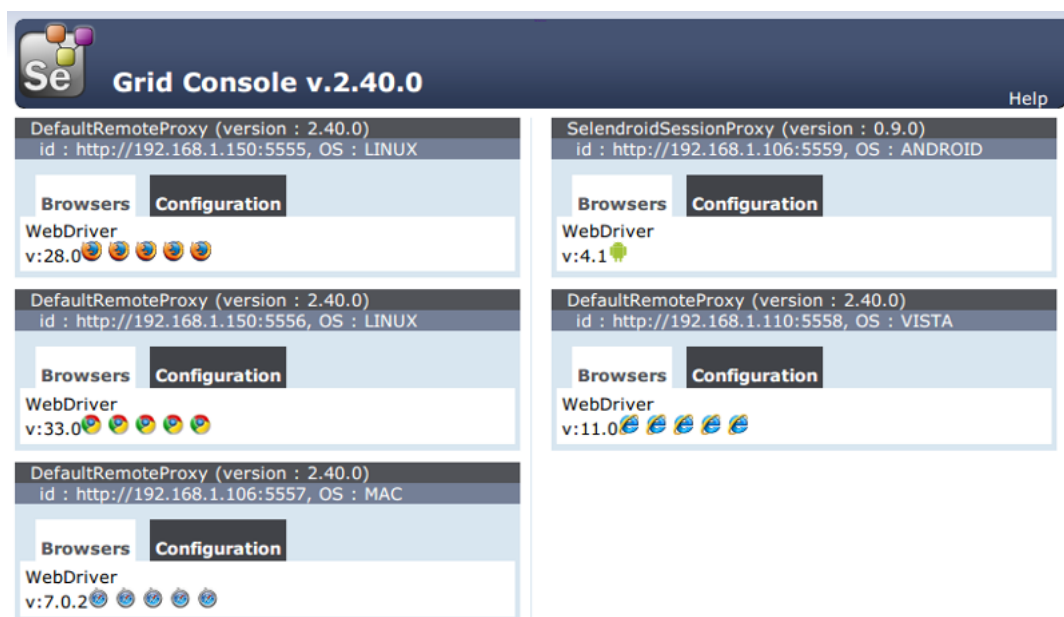 Se
Grid Console v.2.40.0
Help
DefaultRemoteProxy (version : 2.40.0)
id : http://192.168.1.150:5555, OS : LINUX
Browsers Configuration
WebDriver
v:28.0
DefaultRemoteProxy (version : 2.40.0)
id : http://192.168.1.150:5556, OS : LINUX
Browsers Configuration
WebDriver
v:33.0
DefaultRemoteProxy (version : 2.40.0)
id : http://192.168.1.106:5557, OS : MAC
Browsers Configuration
WebDriver
v:7.0.2
SelendroidSessionProxy (version : 0.9.0)
id : http://192.168.1.106:5559, OS : ANDROID
Browsers Configuration
WebDriver
v:4.1
DefaultRemoteProxy (version : 2.40.0)
id : http://192.168.1.110:5558, OS : VISTA
Browsers Configuration
WebDriver
v:11.0